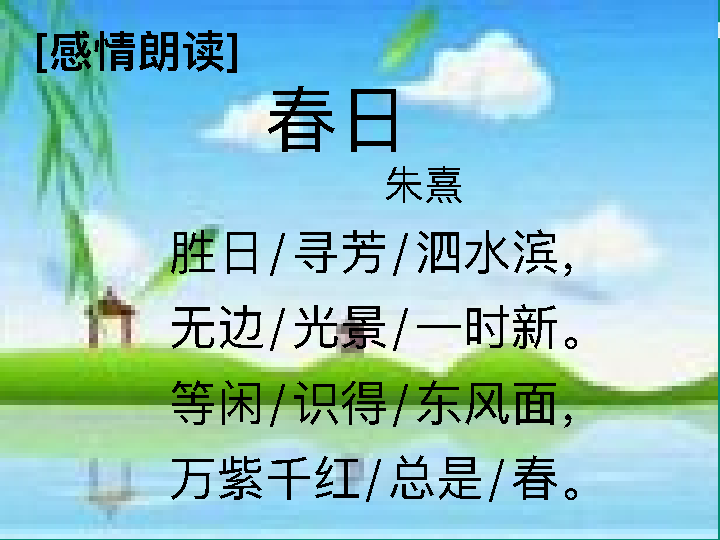 [感情朗读]
春日
朱熹
胜日/寻芳/泗水滨,
无边/光景/一时新。
等闲/识得/东风面,
万紫千红/总是/春。